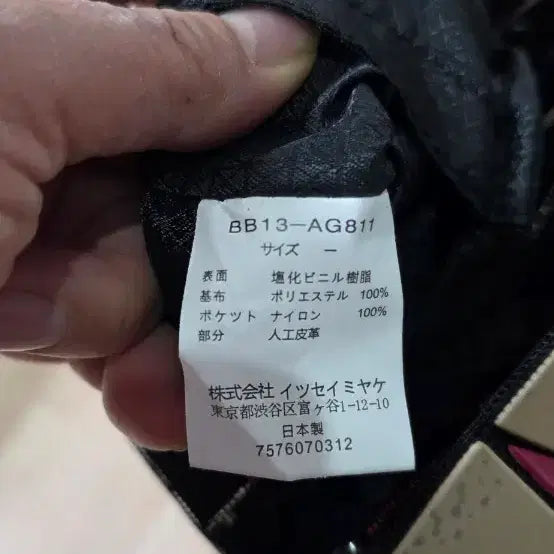 BB13-AG811
サイズ ー
表面 塩化ビニル樹脂
基布 ポリエステル 100%
ポケット ナイロン 100%
部分 人工皮革
株式会社 イツセイミヤケ
東京都渋谷区富ヶ谷1-12-10
日本製
7576070312